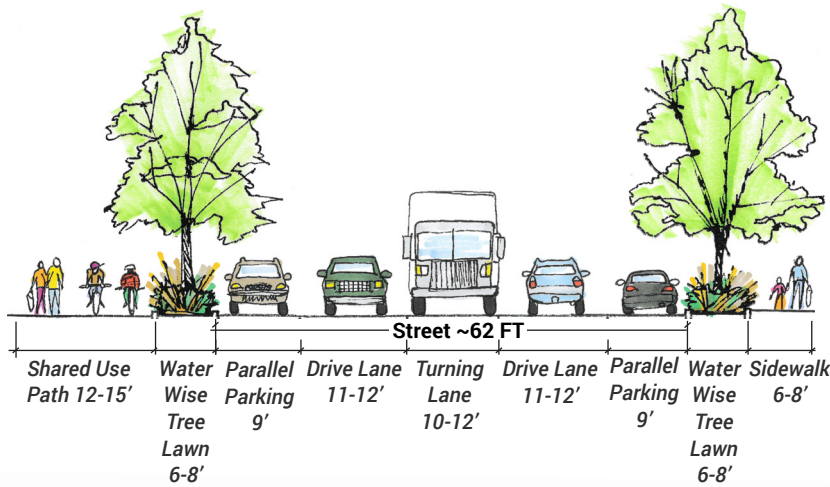 Street ~62 FT
Shared Use
Path 12-15’
Water
Wise
Tree
Lawn
6-8’
Parallel
Parking
9’
Drive Lane
11-12’
Turning
Lane
10-12’
Drive Lane
11-12’
Parallel
Parking
9’
Water
Wise
Tree
Lawn
6-8’
Sidewalk
6-8’